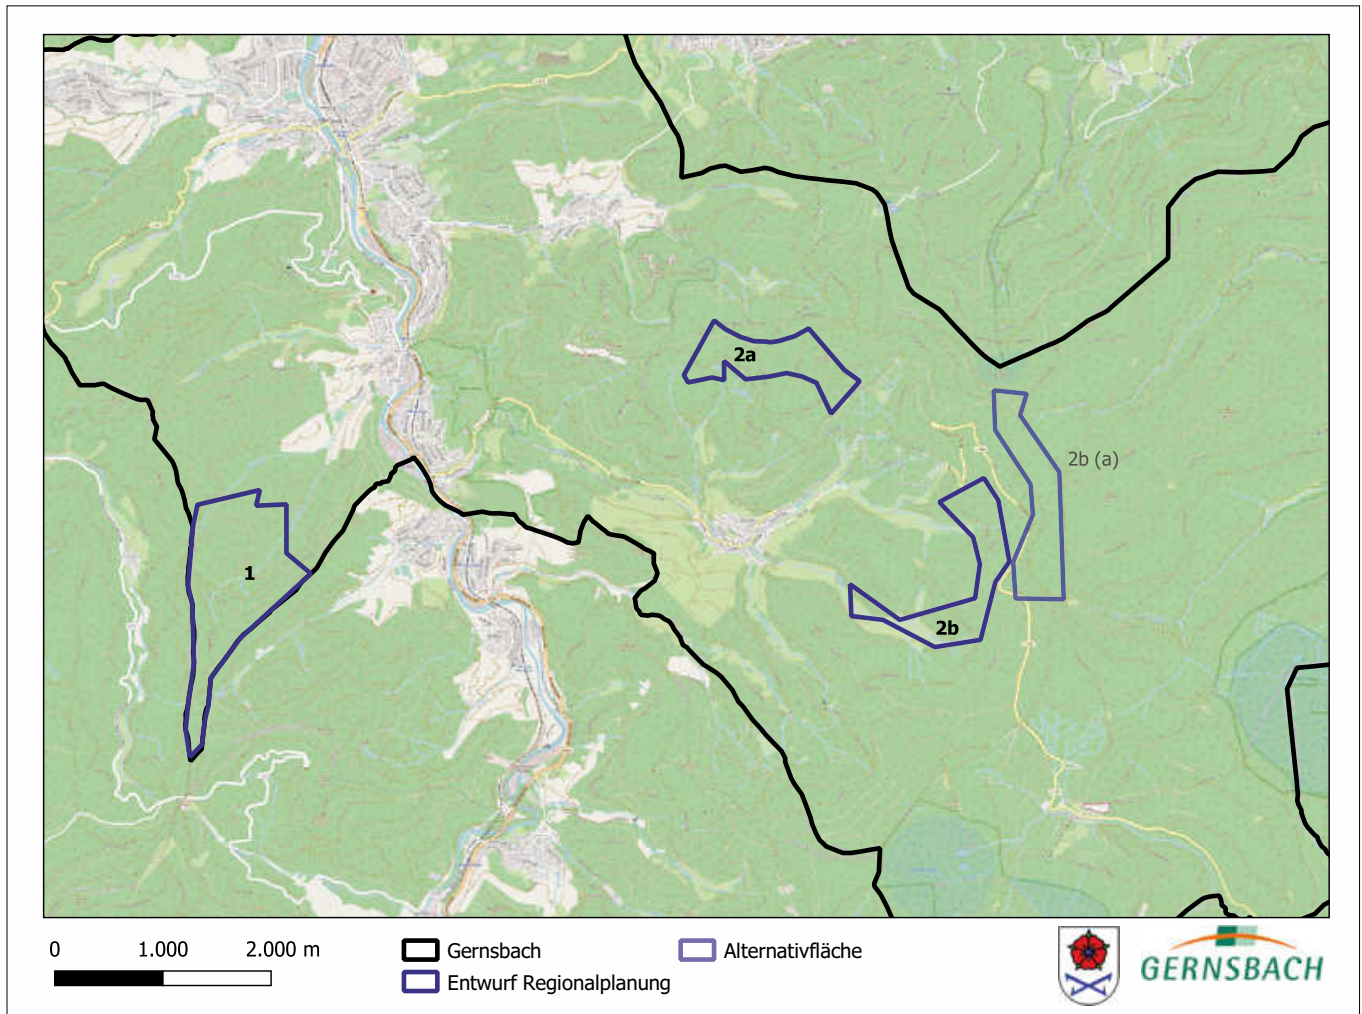 2a
2b (a)
1
2b
0 1.000 2.000 m
Gernsbach
Entwurf Regionalplanung
Alternativfläche
GERNSBACH